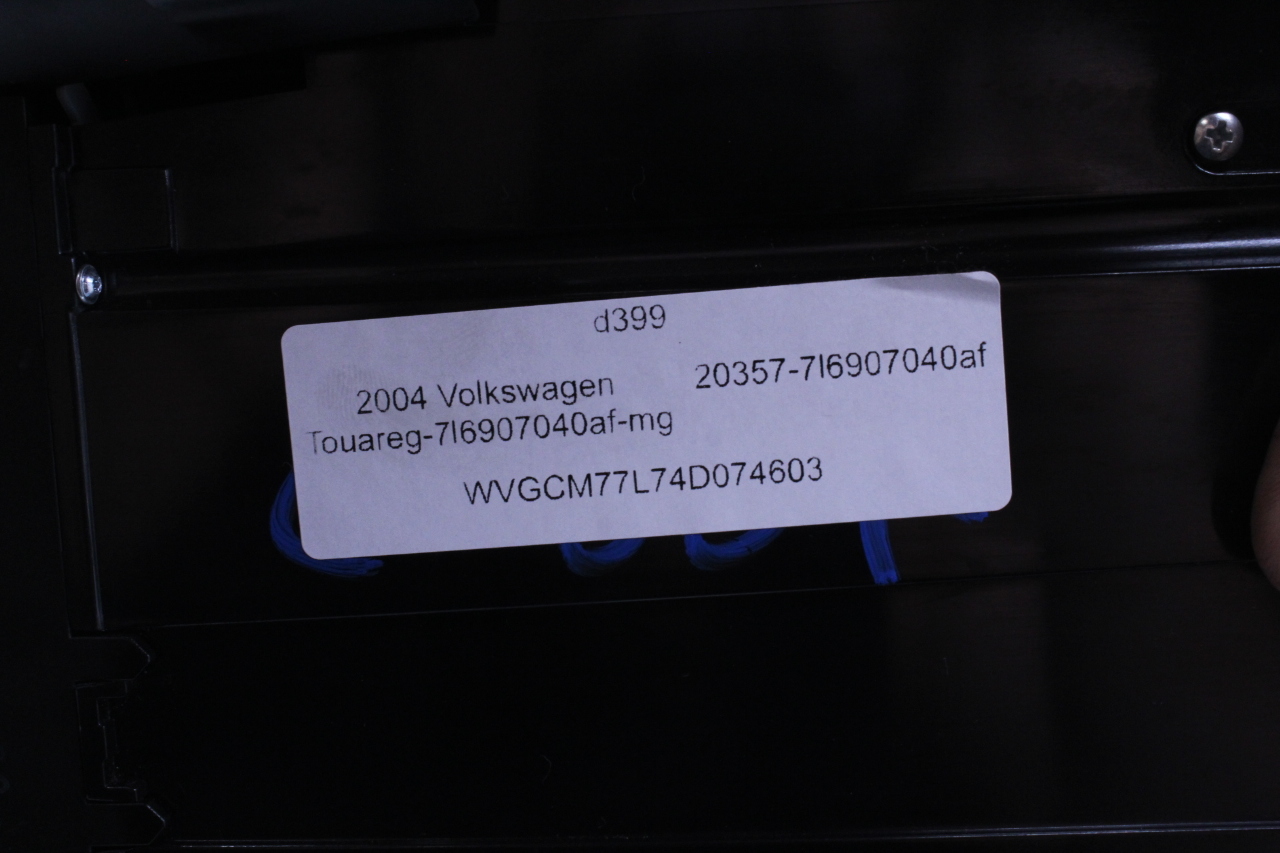 d399
2004 Volkswagen 20357-7l6907040af
Touareg-7l6907040af-mg
WVGCM77L74D074603